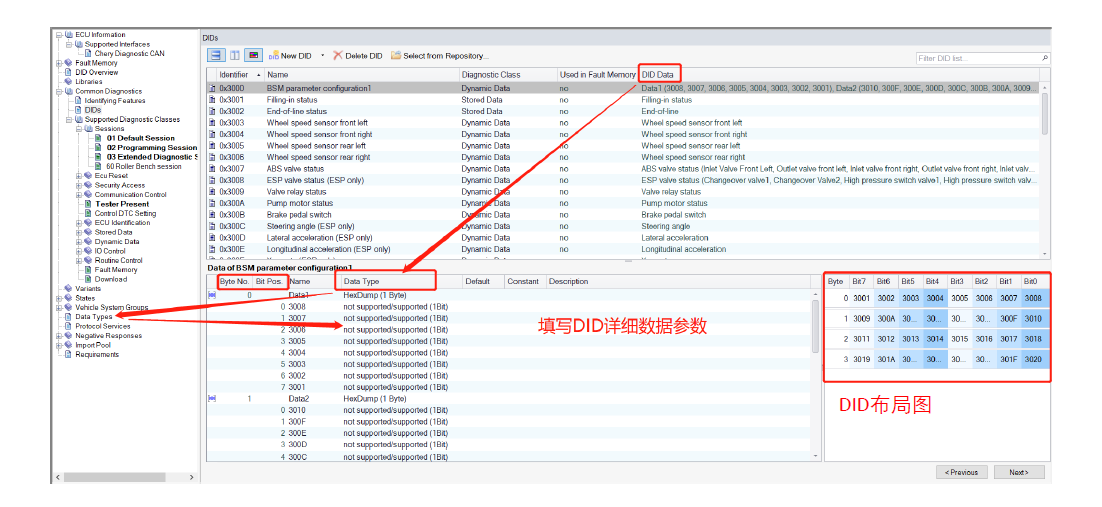 ECU Information
Supported Interfaces
Chery Diagnostic CAN
Fault Memory
DID Overview
Libraries
Common Diagnostics
Identifying Features
DIDs
Supported Diagnostic Classes
Sessions
01 Default Session
02 Programming Session
03 Extended Diagnostic S
60 Roller Bench session
Ecu Reset
Security Access
Communication Control
Tester Present
Control DTC Setting
ECU Identification
Stored Data
Dynamic Data
IO Control
Routine Control
Fault Memory
Download
Variants
States
Vehicle System Groups
Data Types
Protocol Services
Negative Responses
Import Pool
Requirements
DIDs
New DID Delete DID Select from Repository...
Filter DID list...
Identifier Name Diagnostic Class Used in Fault Memory DID Data
0x3000 BSM parameter configuration1 Dynamic Data no Data1 (3008, 3007, 3006, 3005, 3004, 3003, 3002, 3001), Data2 (3010, 300F, 300E, 300D, 300C, 300B, 300A, 3009...
0x3001 Filling-in status Stored Data no Filling-in status
0x3002 End-of-line status Stored Data no End-of-line
0x3003 Wheel speed sensor front left Dynamic Data no Wheel speed sensor front left
0x3004 Wheel speed sensor front right Dynamic Data no Wheel speed sensor front right
0x3005 Wheel speed sensor rear left Dynamic Data no Wheel speed sensor rear left
0x3006 Wheel speed sensor rear right Dynamic Data no Wheel speed sensor rear right
0x3007 ABS valve status Dynamic Data no ABS valve status (Inlet Valve Front Left, Outlet valve front left, Inlet valve front right, Outlet valve front right, Inlet valv...
0x3008 ESP valve status (ESP only) Dynamic Data no ESP valve status (Changeover valve1, Changeover Valve2, High pressure switch valve1, High pressure switch valv...
0x3009 Valve relay status Dynamic Data no Valve relay status
0x300A Pump motor status Dynamic Data no Pump motor status
0x300B Brake pedal switch Dynamic Data no Brake pedal switch
0x300C Steering angle (ESP only) Dynamic Data no Steering angle
0x300D Lateral acceleration (ESP only) Dynamic Data no Lateral acceleration
0x300E Longitudinal acceleration (ESP only) Dynamic Data no Longitudinal acceleration
Data of BSM parameter configuration1
Byte No. Bit Pos. Name Data Type Default Constant Description
0 Data1 HexDump (1 Byte)
0 3008 not supported/supported (1Bit)
1 3007 not supported/supported (1Bit)
2 3006 not supported/supported (1Bit)
3 3005 not supported/supported (1Bit)
4 3004 not supported/supported (1Bit)
5 3003 not supported/supported (1Bit)
6 3002 not supported/supported (1Bit)
7 3001 not supported/supported (1Bit)
1 Data2 HexDump (1 Byte)
0 3010 not supported/supported (1Bit)
1 300F not supported/supported (1Bit)
2 300E not supported/supported (1Bit)
3 300D not supported/supported (1Bit)
4 300C not supported/supported (1Bit)
填写DID详细数据参数
Byte Bit7 Bit6 Bit5 Bit4 Bit3 Bit2 Bit1 Bit0
0 3001 3002 3003 3004 3005 3006 3007 3008
1 3009 300A 30... 30... 30... 30... 300F 3010
2 3011 3012 3013 3014 3015 3016 3017 3018
3 3019 301A 30... 30... 30... 30... 301F 3020
DID布局图
< Previous Next>